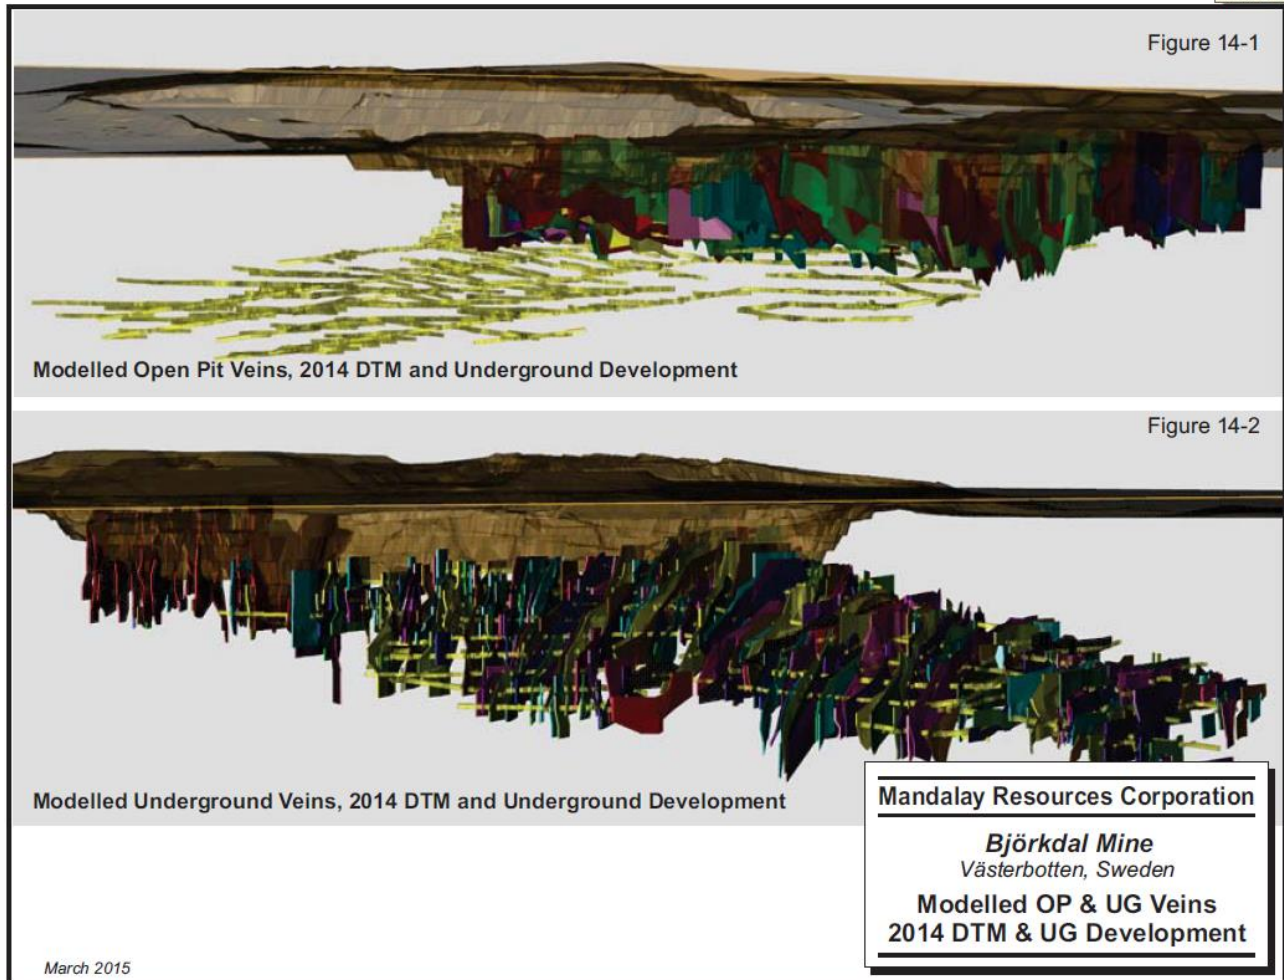 Figure 14-1
Modelled Open Pit Veins, 2014 DTM and Underground Development
Figure 14-2
Modelled Underground Veins, 2014 DTM and Underground Development
Mandalay Resources Corporation
Björkdal Mine
Västerbotten, Sweden
Modelled OP & UG Veins
2014 DTM & UG Development
March 2015